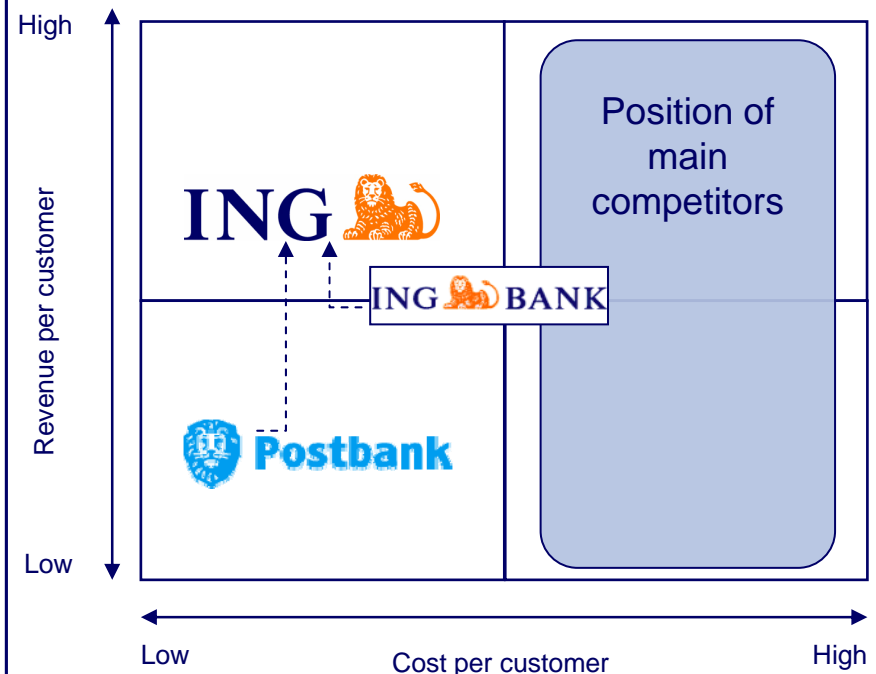 High
Position of
main
competitors
ING
Revenue per customer
ING BANK
Postbank
Low
Low
Cost per customer
High